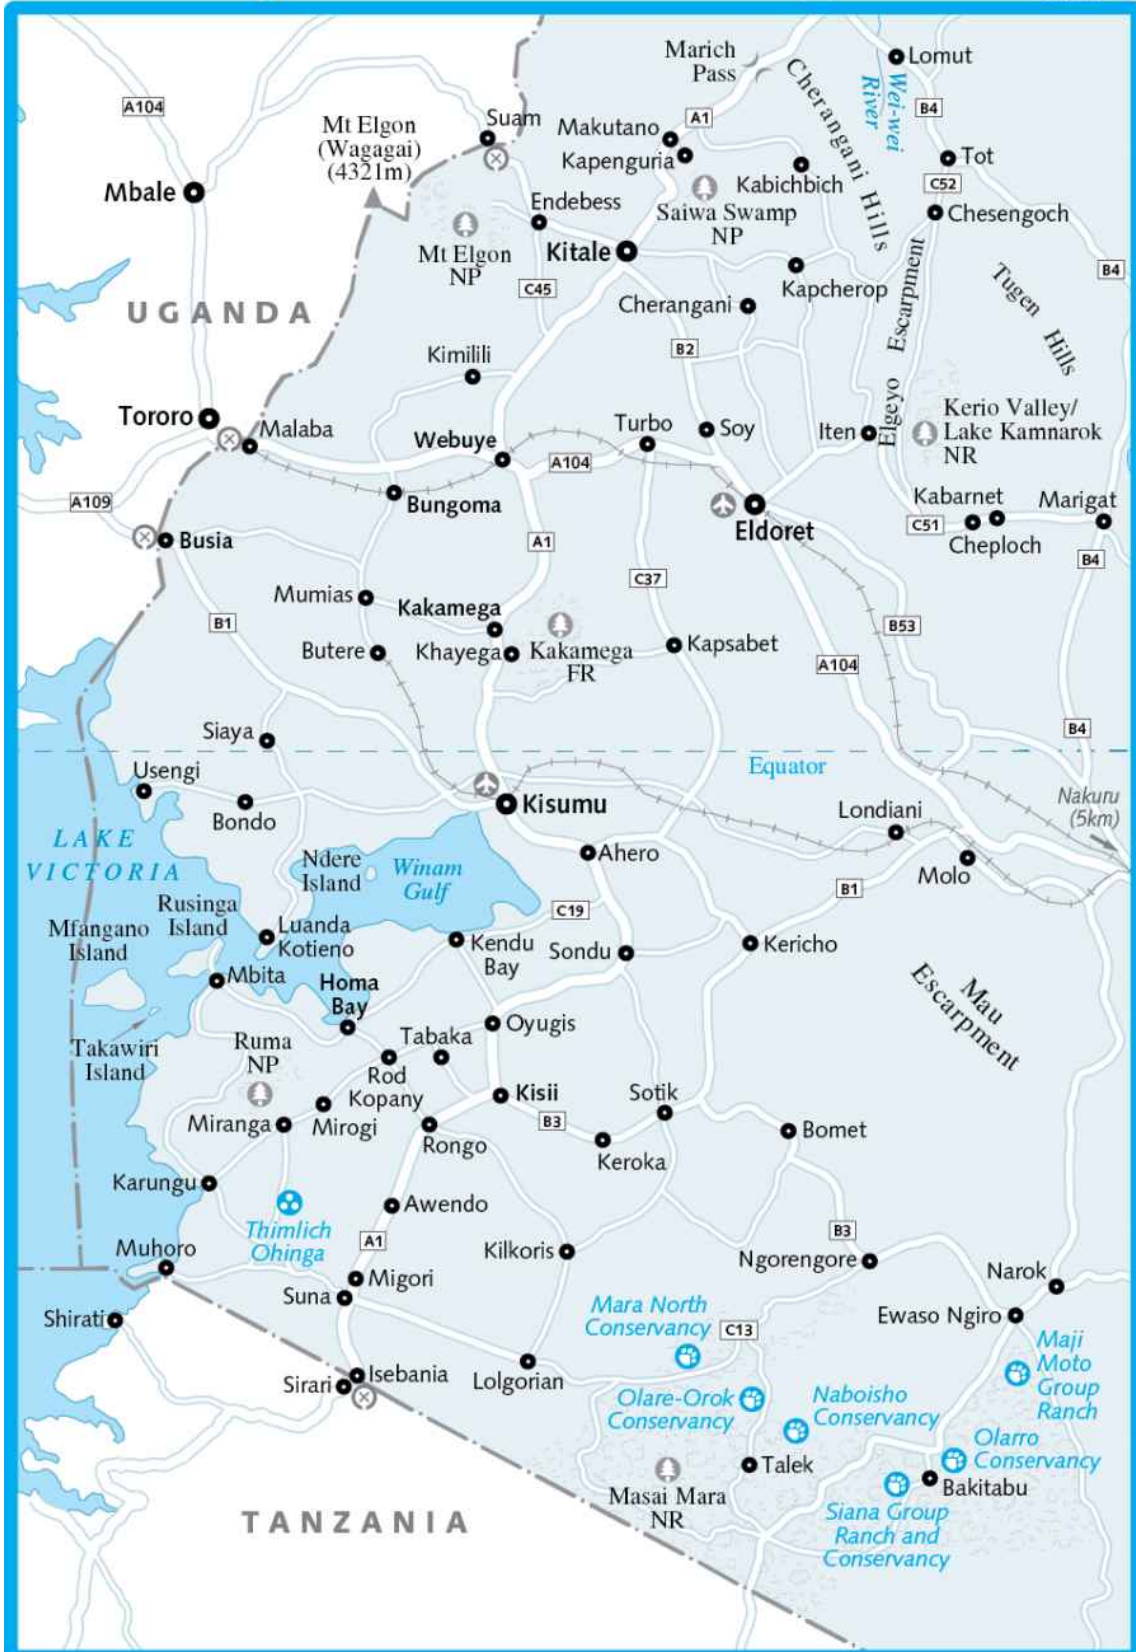 Marich
Pass
Lomut
Cherangani Hills
Wei-wei
River
A104
B4
Mt Elgon
(Wagagai)
(4321m)
Suam
Makutano
A1
Kapenguria
Tot
Mbale
Kabichbich
C52
Endebess
Saiwa Swamp
NP
Chesengoch
Mt Elgon
NP
Kitale
B4
C45
Kapcherop
Tugen Hills
UGANDA
Cherangani
Elgeyo Escarpment
Kimilili
B2
Tororo
Malaba
Webuye
Turbo
Soy
Iten
Kerio Valley/
Lake Kamnarok
NR
A104
A109
Bungoma
Kabarnet
Marigat
Busia
Eldoret
C51
Cheploch
A1
B4
Mumias
Kakamega
C37
B1
B53
Butere
Khayega
Kakamega
FR
Kapsabet
A104
Siaya
B4
Usengi
Equator
Nakuru
(5km)
Bondo
Kisumu
Londiani
LAKE
VICTORIA
Ndere
Island
Winam
Gulf
Ahero
Molo
B1
Rusinga
Island
C19
Mfangano
Island
Luanda
Kotieno
Kendu
Bay
Sondu
Kericho
Mbita
Homa
Bay
Mau
Escarpment
Takawiri
Island
Ruma
NP
Tabaka
Oyugis
Rod
Kopany
Kisii
Sotik
Miranga
Mirogi
B3
Bomet
Rongo
Keroka
Karungu
Awendo
Thimlich
Ohinga
A1
B3
Muhoro
Kilkoris
Ngorengore
Migori
Narok
Suna
Shirati
Mara North
Conservancy
C13
Ewaso Ngiro
Isebania
Maji
Moto
Group
Ranch
Sirari
Lolgorian
Olare-Orok
Conservancy
Naboisho
Conservancy
Olarro
Conservancy
Talek
Bakitabu
Masai Mara
NR
Siana Group
Ranch and
Conservancy
TANZANIA